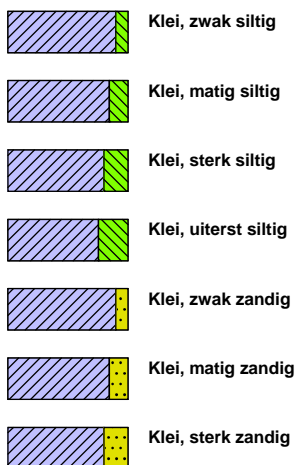 Klei, zwak siltig
Klei, matig siltig
Klei, sterk siltig
Klei, uiterst siltig
Klei, zwak zandig
Klei, matig zandig
Klei, sterk zandig